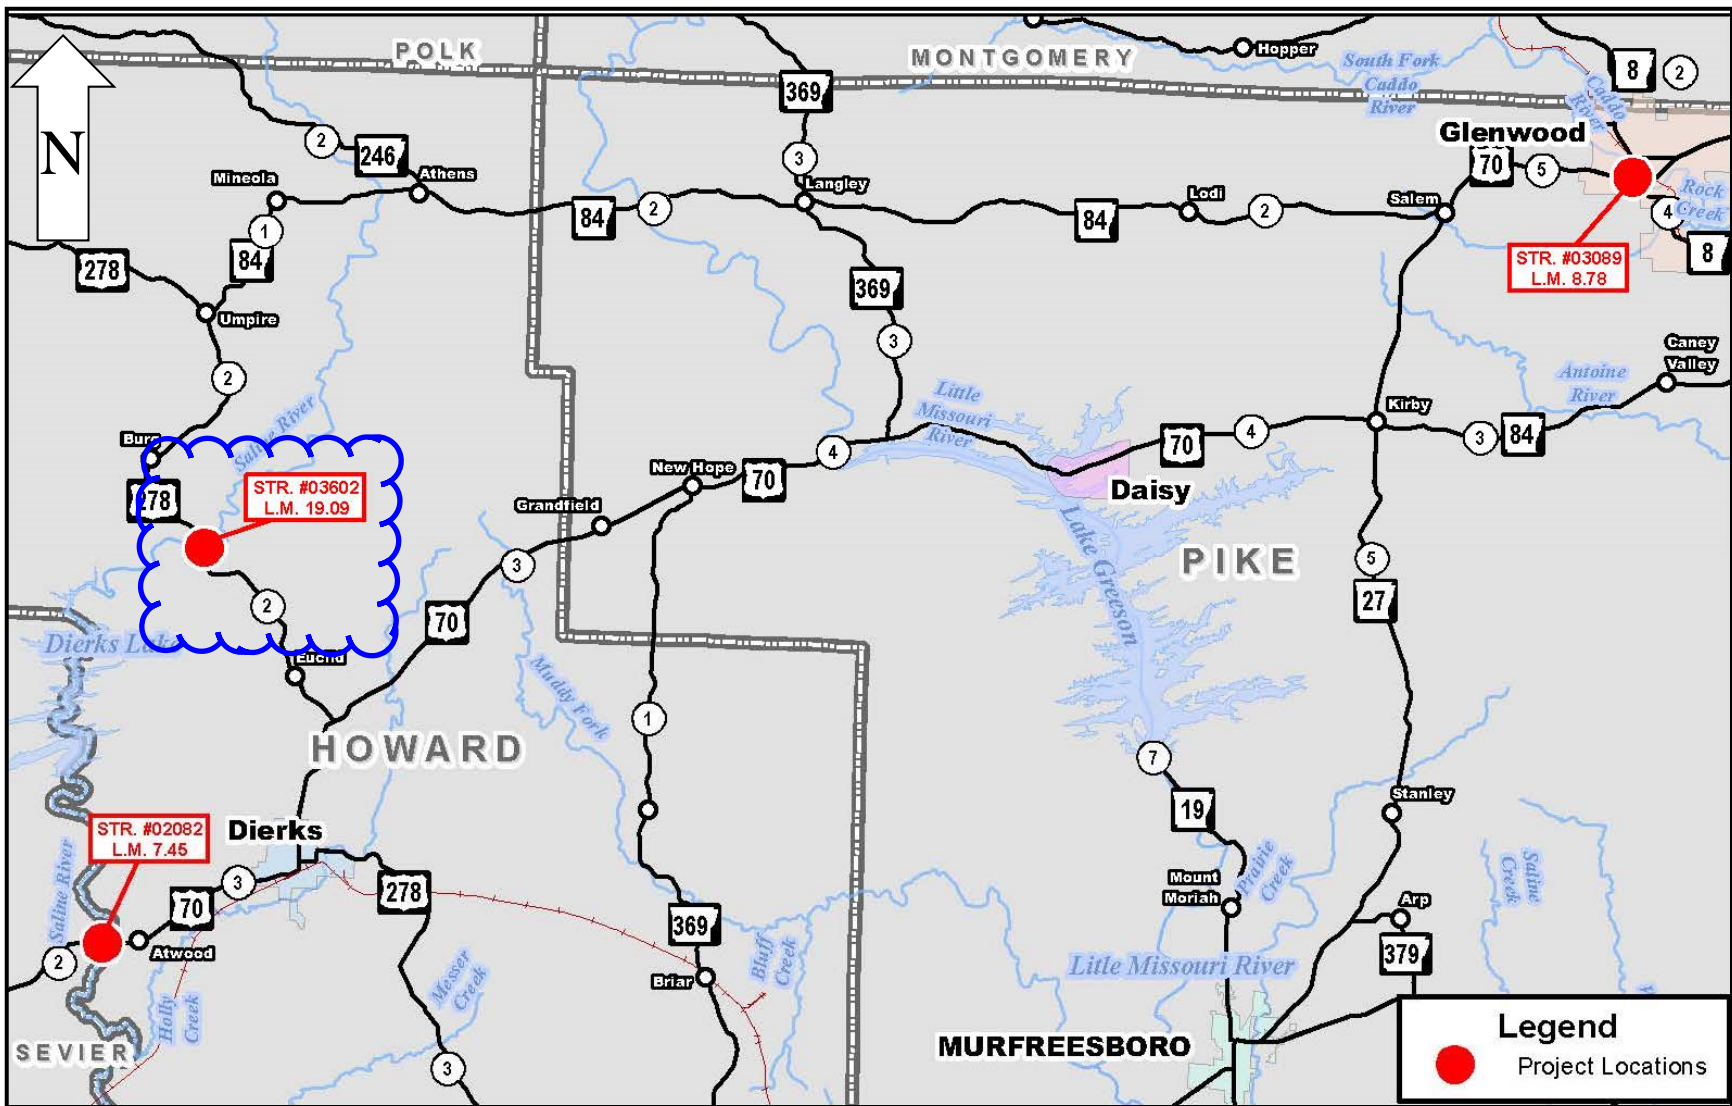 POLK
MONTGOMERY
Hopper
South Fork
Caddo
River
8
2
369
N
2
246
Caddo
River
Glenwood
Mineola
Athens
3
Langley
70
5
Lodi
Salem
Rock
Creek
4
84
2
84
2
1
84
278
8
STR. #03089
L.M. 8.78
369
Umpire
3
2
Caney
Valley
Antoine
River
Little
Missouri
River
Kirby
Saline River
Burg
4
70
4
3
84
New Hope
70
Daisy
278
STR. #03602
L.M. 19.09
Grandfield
Lake Greeson
PIKE
3
5
2
70
27
Dierks Lake
Euclid
Muddy Fork
1
HOWARD
7
19
Stanley
STR. #02082
L.M. 7.45
Dierks
Saline River
3
278
70
Mount
Moriah
Prairie
Creek
Saline
Creek
Arp
369
379
2
Atwood
Holly
Creek
Messer
Creek
Briar
Bluff
Creek
Litle Missouri River
SEVIER
3
MURFREESBORO
Legend
Project Locations